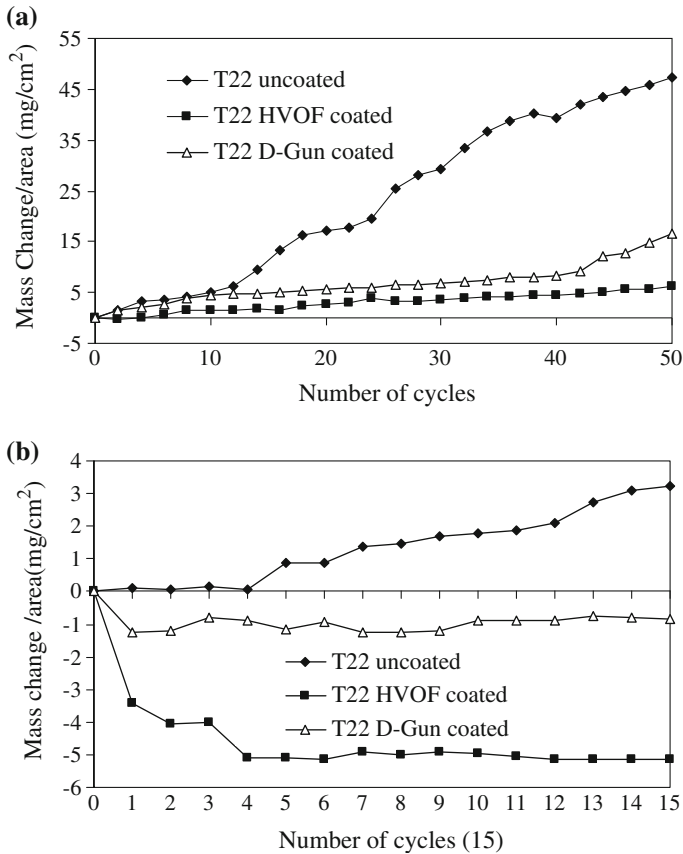 (a)
55
45
35
25
15
5
-5
Mass Change/area (mg/cm²)
T22 uncoated
T22 HVOF coated
T22 D-Gun coated
0 10 20 30 40 50
Number of cycles
(b)
4
3
2
1
0
-1
-2
-3
-4
-5
-6
Mass change /area(mg/cm²)
T22 uncoated
T22 HVOF coated
T22 D-Gun coated
0 1 2 3 4 5 6 7 8 9 10 11 12 13 14 15
Number of cycles (15)